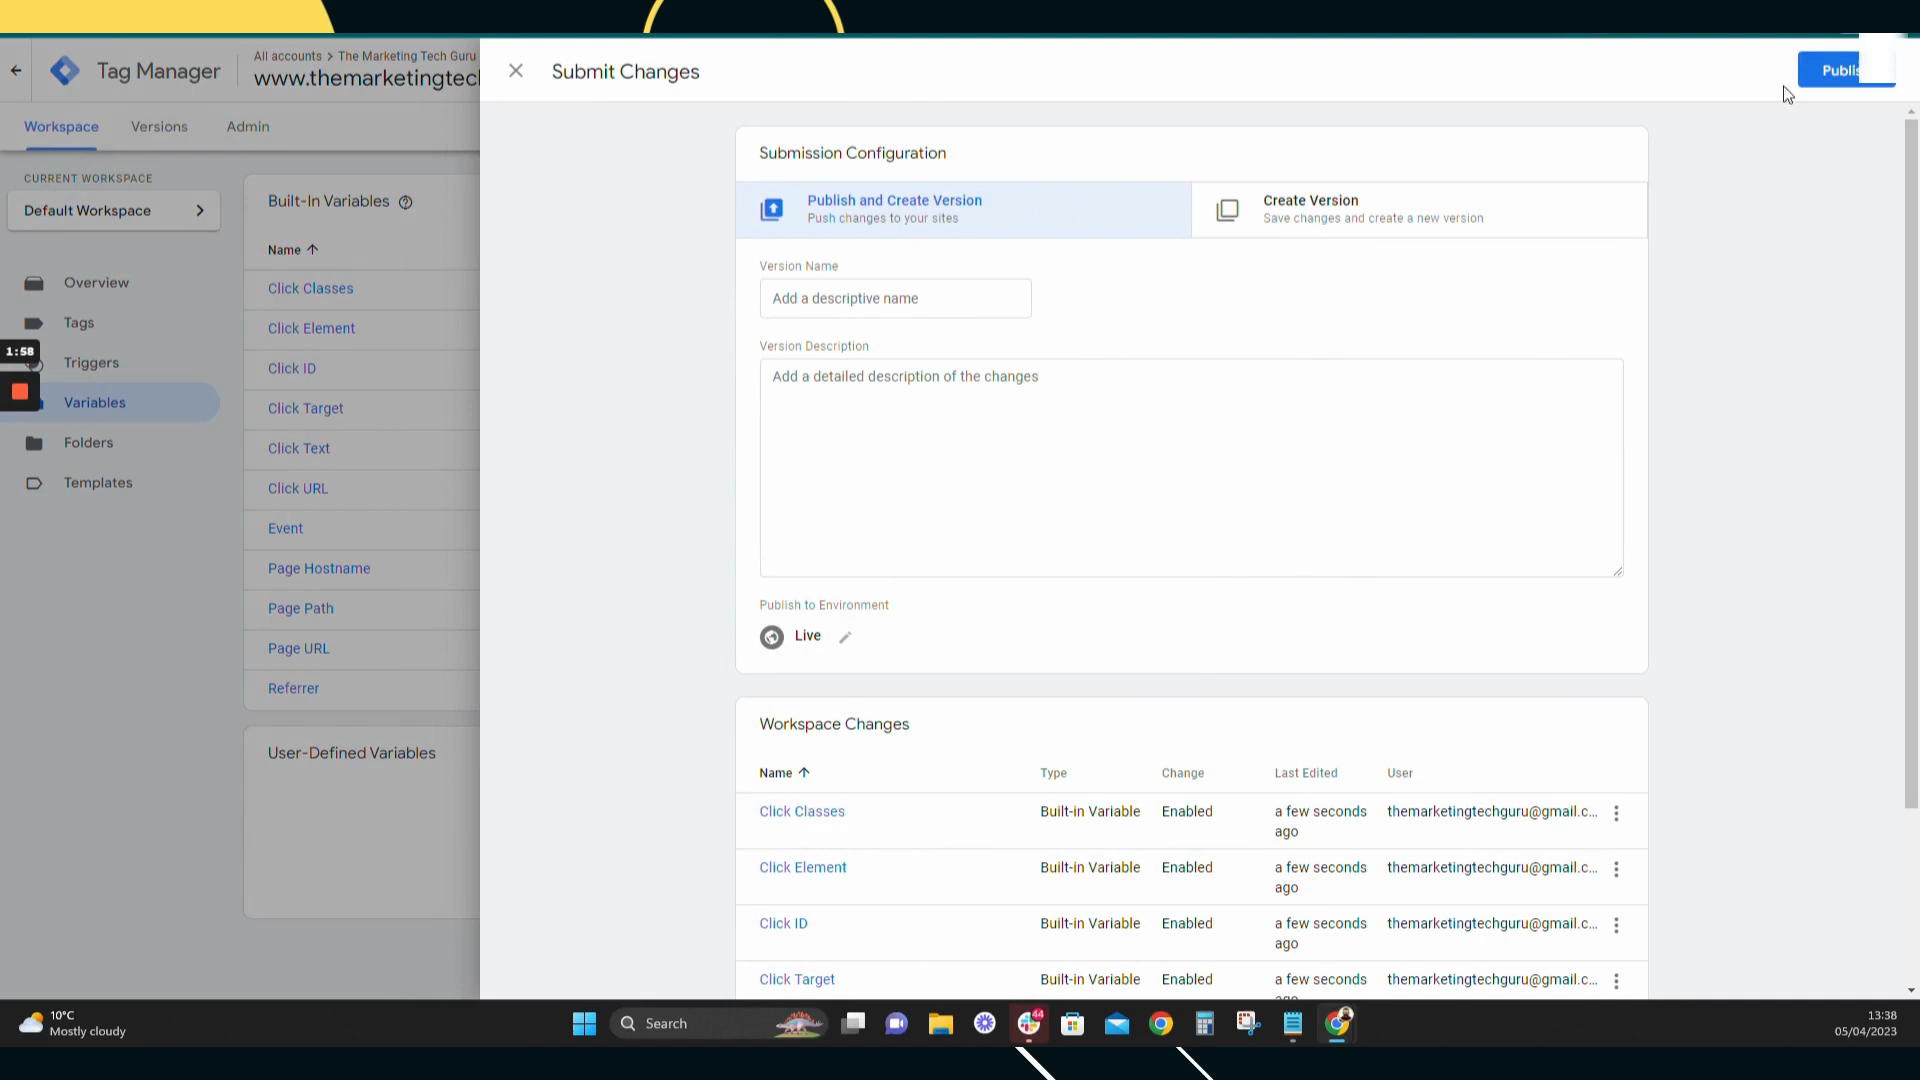 All accounts > The Marketing Tech Guru
Tag Manager
www.themarketingtec
Submit Changes
Workspace
Versions
Admin
CURRENT WORKSPACE
Default Workspace
Overview
Tags
1:58
Triggers
Variables
Folders
Templates
Built-In Variables
Name
Click Classes
Click Element
Click ID
Click Target
Click Text
Click URL
Event
Page Hostname
Page Path
Page URL
Referrer
User-Defined Variables
Submission Configuration
Publish and Create Version
Push changes to your sites
Create Version
Save changes and create a new version
Version Name
Add a descriptive name
Version Description
Add a detailed description of the changes
Publish to Environment
Live
Workspace Changes
Name Type Change Last Edited User
Click Classes Built-in Variable Enabled a few seconds themarketingtechguru@gmail.c...
ago
Click Element Built-in Variable Enabled a few seconds themarketingtechguru@gmail.c...
ago
Click ID Built-in Variable Enabled a few seconds themarketingtechguru@gmail.c...
ago
Click Target Built-in Variable Enabled a few seconds themarketingtechguru@gmail.c...
10°C
Mostly cloudy
Search
44
13:38
05/04/2023